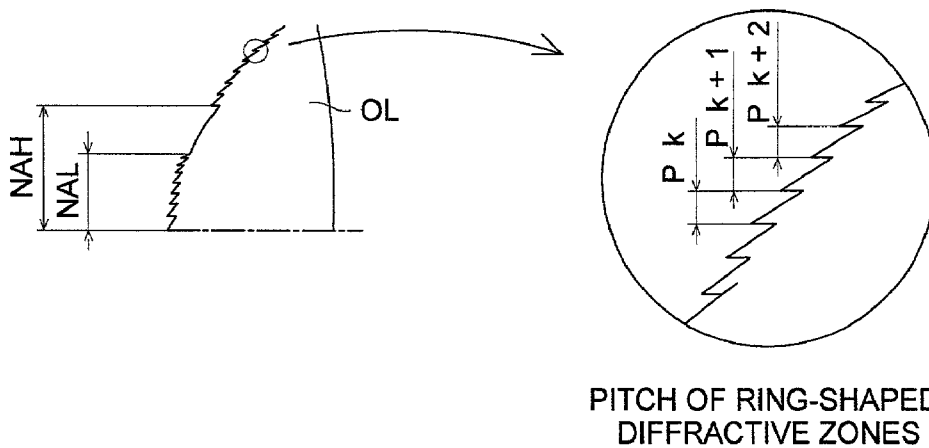 NAH
NAL
OL
P k
P k + 1
P k + 2
PITCH OF RING-SHAPED
DIFFRACTIVE ZONES